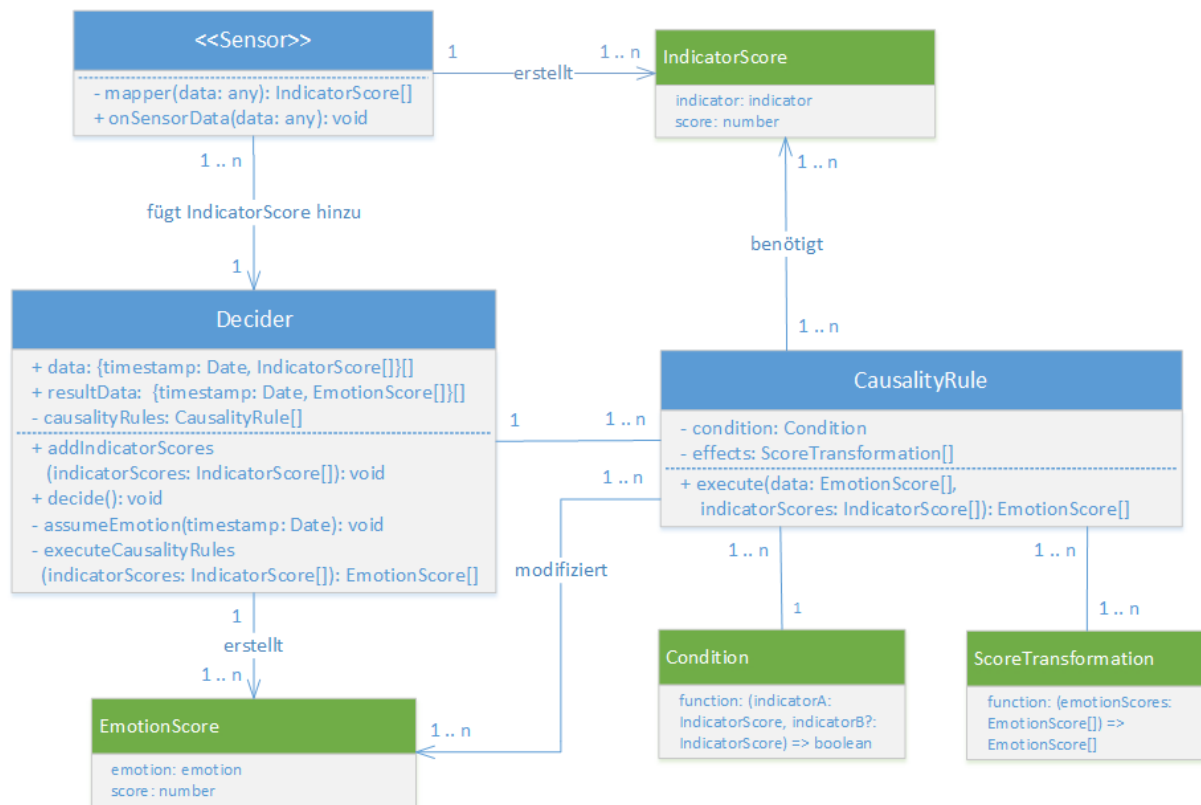 <<Sensor>>
- mapper(data: any): IndicatorScore[]
+ onSensorData(data: any): void
1
erstellt
1 .. n
IndicatorScore
indicator: indicator
score: number
1 .. n
fügt IndicatorScore hinzu
1
1 .. n
benötigt
1 .. n
Decider
+ data: {timestamp: Date, IndicatorScore[]}[]
+ resultData: {timestamp: Date, EmotionScore[]}[]
- causalityRules: CausalityRule[]
+ addIndicatorScores
(indicatorScores: IndicatorScore[]): void
+ decide(): void
- assumeEmotion(timestamp: Date): void
- executeCausalityRules
(indicatorScores: IndicatorScore[]): EmotionScore[]
1
1 .. n
CausalityRule
- condition: Condition
- effects: ScoreTransformation[]
+ execute(data: EmotionScore[],
indicatorScores: IndicatorScore[]): EmotionScore[]
1 .. n
modifiziert
1 .. n
1
erstellt
1 .. n
EmotionScore
emotion: emotion
score: number
1 .. n
1
Condition
function: (indicatorA:
IndicatorScore, indicatorB?:
IndicatorScore) => boolean
1 .. n
1 .. n
ScoreTransformation
function: (emotionScores:
EmotionScore[]) =>
EmotionScore[]